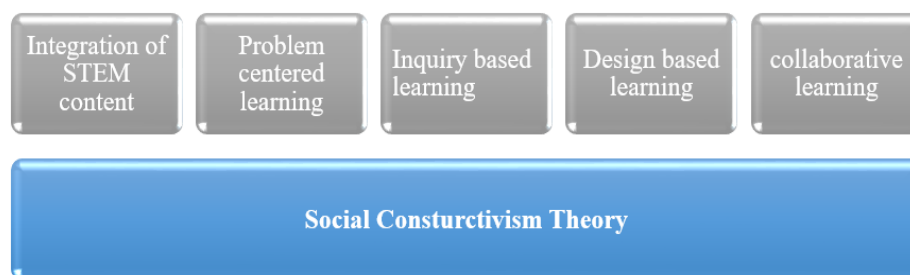 Integration of
STEM
content
Problem
centered
learning
Inquiry based
learning
Design based
learning
collaborative
learning
Social Consturctivism Theory